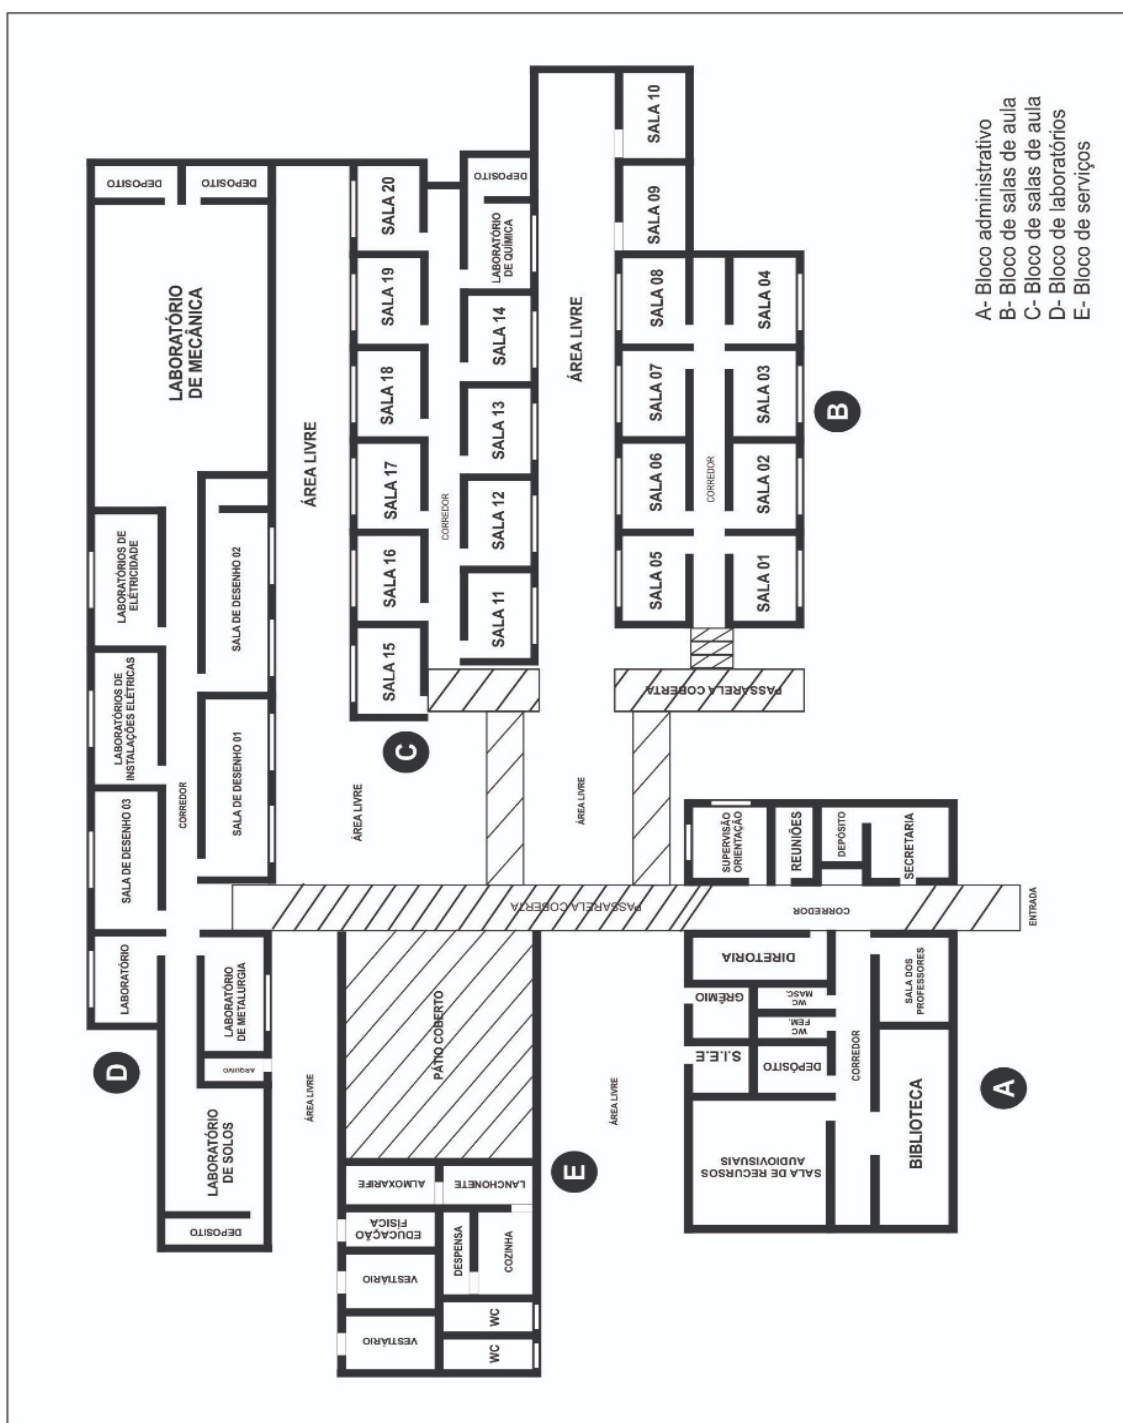 DEPOSITO
DEPOSITO
LABORATÓRIO
DE MECÂNICA
LABORATÓRIOS DE
ELÉTRICIDADE
SALA DE DESENHO 02
LABORATÓRIOS DE
INSTALAÇÕES ELÉTRICAS
CORREDOR
SALA DE DESENHO 01
SALA DE DESENHO 03
LABORATÓRIO
LABORATÓRIO
DE METALURGIA
ARQUIVO
LABORATÓRIO
DE SOLOS
DEPOSITO
D
ÁREA LIVRE
ÁREA LIVRE
ÁREA LIVRE
SALA 20
SALA 19
SALA 18
SALA 17
SALA 16
SALA 15
CORREDOR
DEPOSITO
LABORATÓRIO
DE QUÍMICA
SALA 14
SALA 13
SALA 12
SALA 11
C
ÁREA LIVRE
ÁREA LIVRE
ÁREA LIVRE
SALA 10
SALA 09
SALA 08
SALA 07
SALA 06
SALA 05
CORREDOR
SALA 04
SALA 03
SALA 02
SALA 01
B
PASSARELA COBERTA
PASSARELA COBERTA
PÁTIO COBERTO
ALMOXARIFE
LANCHONETE
EDUCAÇÃO
FÍSICA
DESPENSA
COZINHA
VESTIÁRIO
VESTIÁRIO
WC
WC
E
SUPERVISÃO
ORIENTAÇÃO
REUNIÕES
DEPÓSITO
SECRETARIA
CORREDOR
ENTRADA
DIRETORIA
GRÊMIO
WC
MASC.
WC
FEM.
S.I.E.E
DEPÓSITO
SALA DOS
PROFESSORES
CORREDOR
BIBLIOTECA
SALA DE RECURSOS
AUDIOVISUAIS
A
A- Bloco administrativo
B- Bloco de salas de aula
C- Bloco de salas de aula
D- Bloco de laboratórios
E- Bloco de serviços